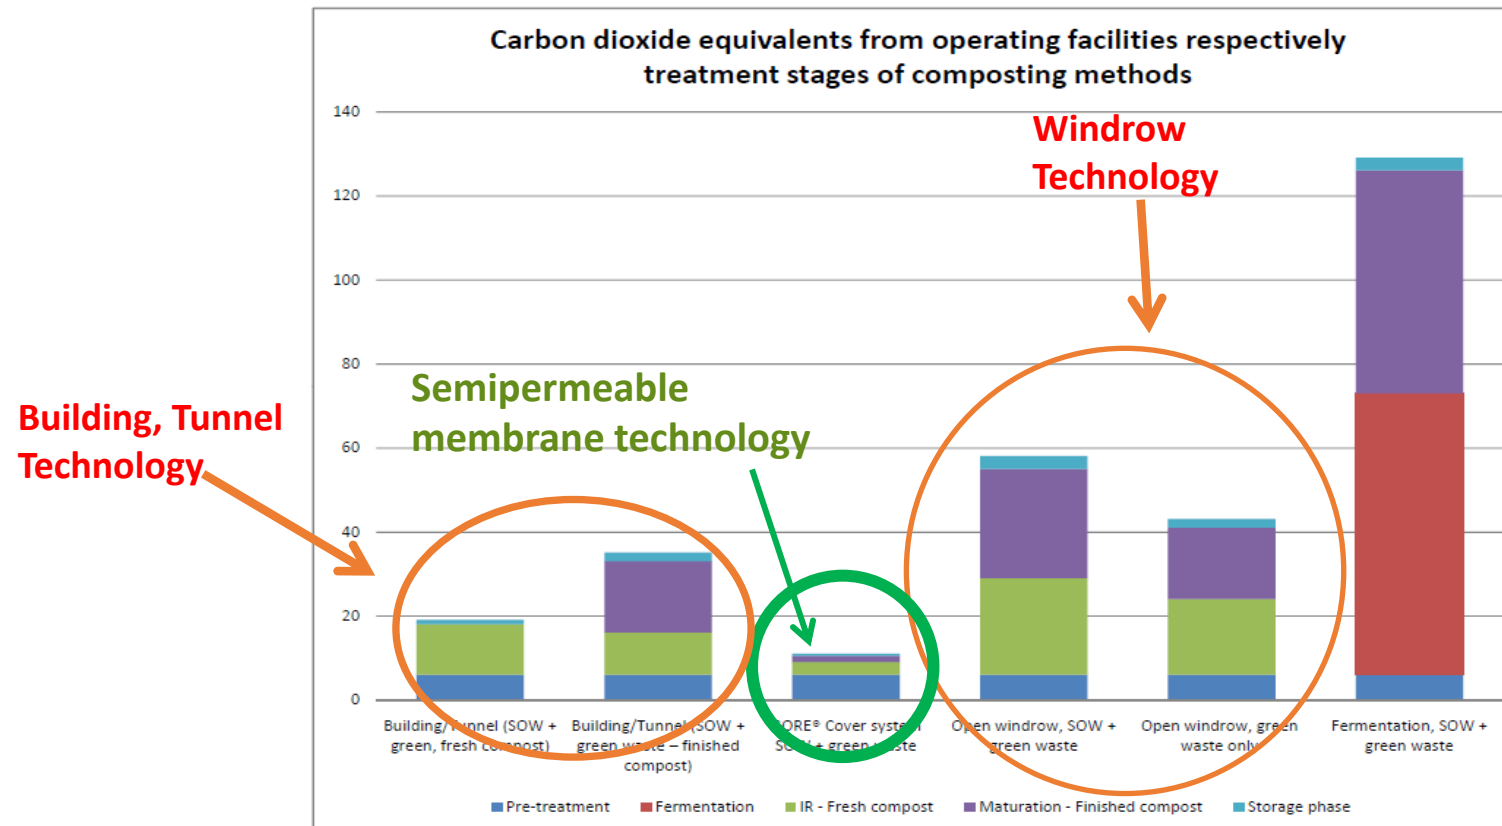 Carbon dioxide equivalents from operating facilities respectively
treatment stages of composting methods
140
120
100
80
60
40
20
0
Windrow
Technology
Semipermeable
membrane technology
Building, Tunnel
Technology
Building/Tunnel (SOW +
green, fresh compost)
Building/Tunnel (SOW +
green waste – finished
compost)
Cover system
SOW + green waste
Open windrow, SOW +
green waste
Open windrow, green
waste only
Fermentation, SOW +
green waste
Pre-treatment
Fermentation
IR - Fresh compost
Maturation - Finished compost
Storage phase